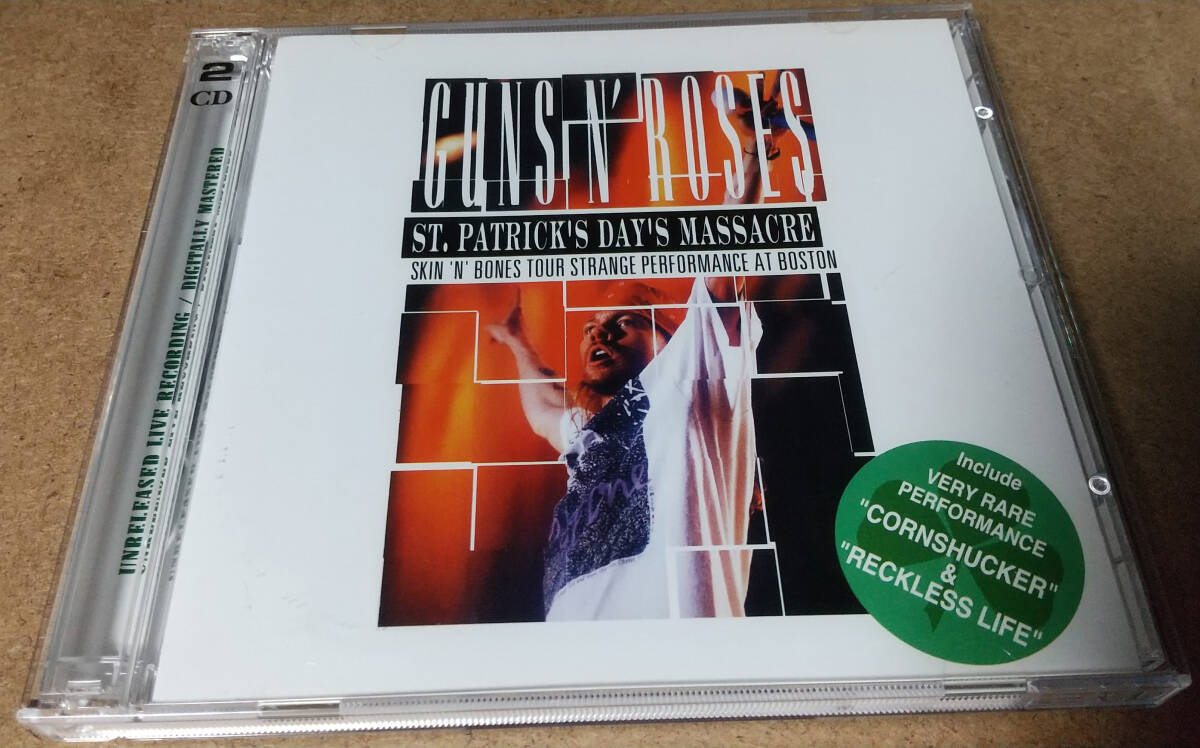 2
CD
UNRELEASED LIVE RECORDING / DIGITALLY MASTERED
GUNS N' ROSES
ST. PATRICK'S DAY'S MASSACRE
SKIN 'N' BONES TOUR STRANGE PERFORMANCE AT BOSTON
Include
VERY RARE
PERFORMANCE
"CORNSHUCKER"
&
"RECKLESS LIFE"